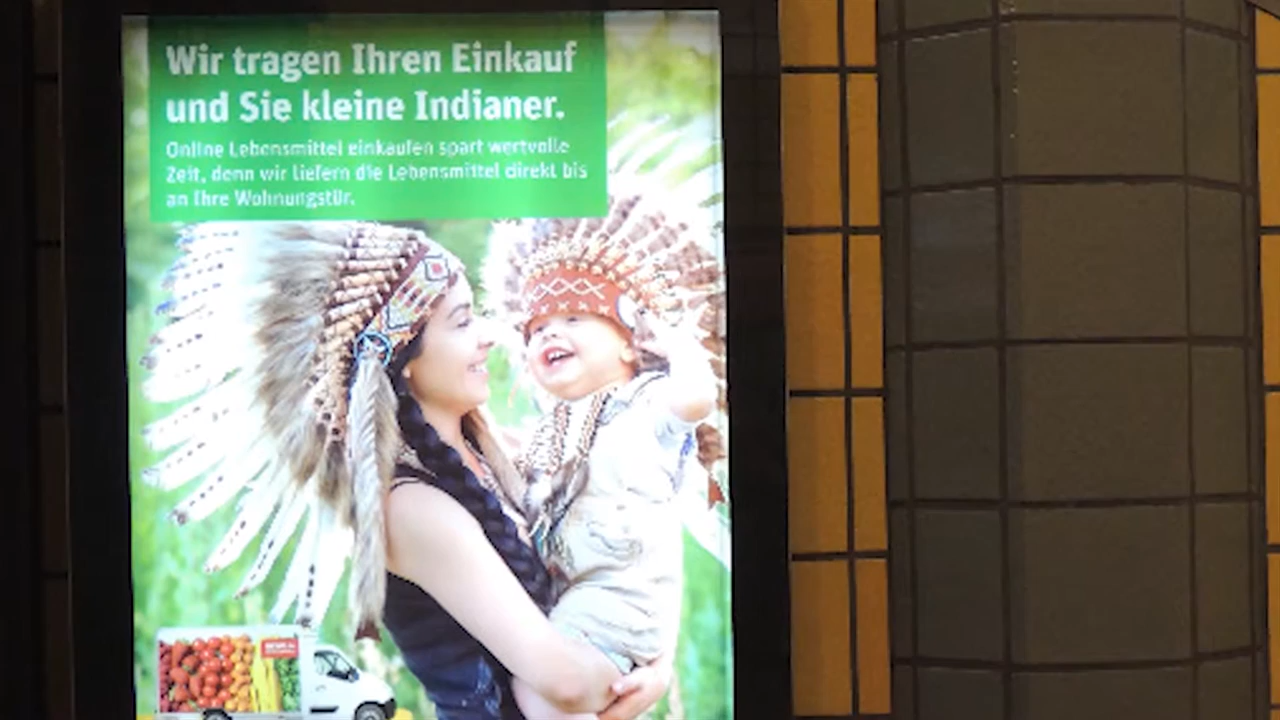 Wir tragen Ihren Einkauf
und Sie kleine Indianer.
Online Lebensmittel einkaufen spart wertvolle
Zeit, denn wir liefern die Lebensmittel direkt bis
an Ihre Wohnungstür.